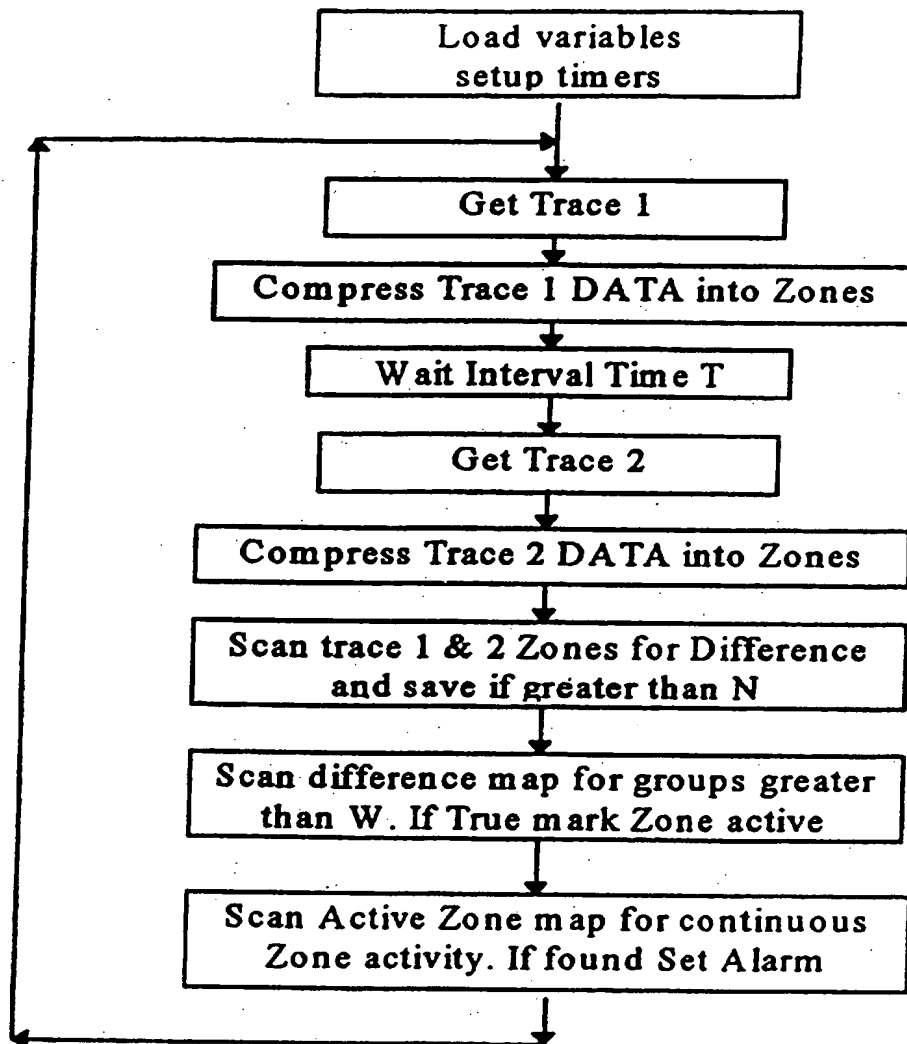 Load variables
setup timers
Get Trace 1
Compress Trace 1 DATA into Zones
Wait Interval Time T
Get Trace 2
Compress Trace 2 DATA into Zones
Scan trace 1 & 2 Zones for Difference
and save if greater than N
Scan difference map for groups greater
than W. If True mark Zone active
Scan Active Zone map for continuous
Zone activity. If found Set Alarm